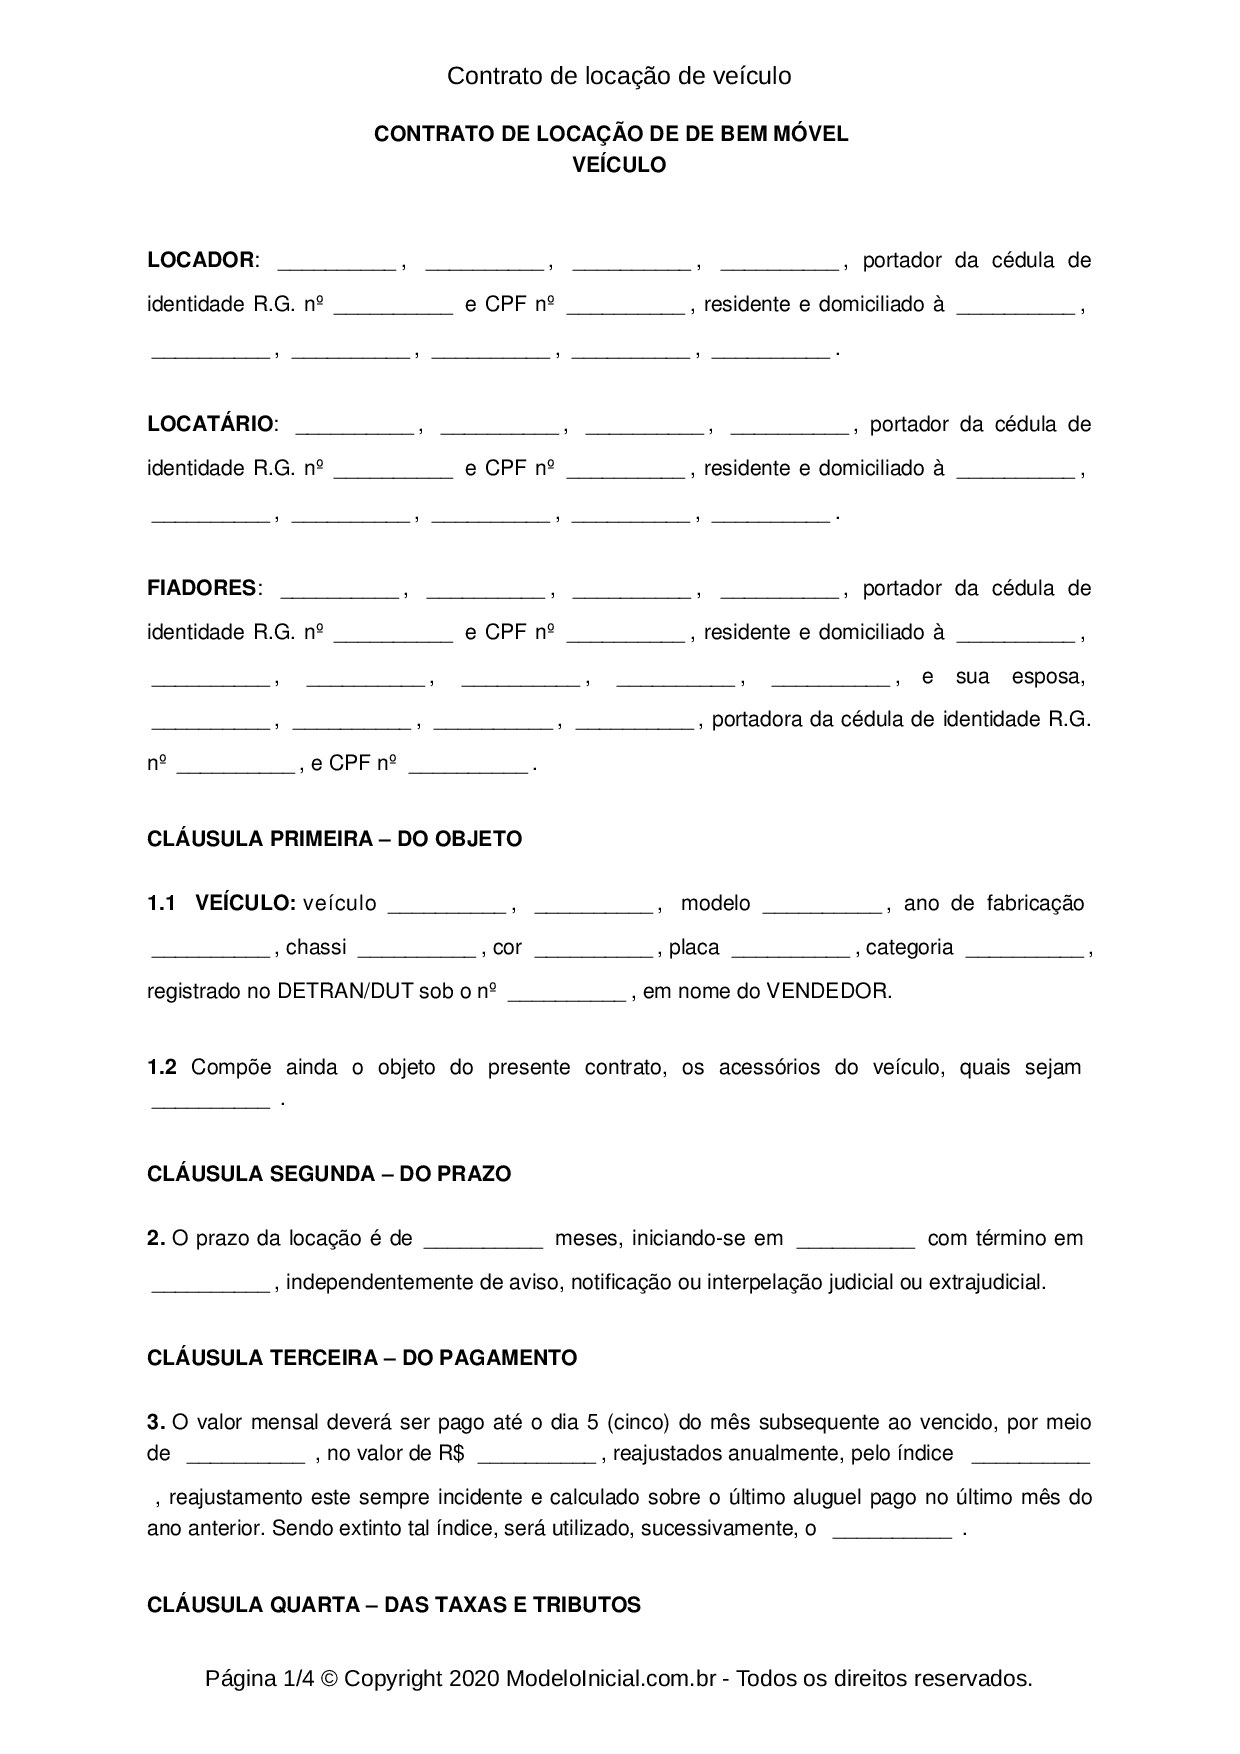 Contrato de locação de veículo
CONTRATO DE LOCAÇÃO DE DE BEM MÓVEL
VEÍCULO
LOCADOR: __________, __________, __________, __________, portador da cédula de
identidade R.G. nº __________ e CPF nº __________, residente e domiciliado à __________,
__________, __________, __________, __________, __________.
LOCATÁRIO: __________, __________, __________, __________, portador da cédula de
identidade R.G. nº __________ e CPF nº __________, residente e domiciliado à __________,
__________, __________, __________, __________, __________.
FIADORES: __________, __________, __________, __________, portador da cédula de
identidade R.G. nº __________ e CPF nº __________, residente e domiciliado à __________,
__________, __________, __________, __________, __________, e sua esposa,
__________, __________, __________, __________, portadora da cédula de identidade R.G.
nº __________, e CPF nº __________.
CLÁUSULA PRIMEIRA – DO OBJETO
1.1 VEÍCULO: veículo __________, __________, modelo __________, ano de fabricação
__________, chassi __________, cor __________, placa __________, categoria __________,
registrado no DETRAN/DUT sob o nº __________, em nome do VENDEDOR.
1.2 Compõe ainda o objeto do presente contrato, os acessórios do veículo, quais sejam
__________ .
CLÁUSULA SEGUNDA – DO PRAZO
2. O prazo da locação é de __________ meses, iniciando-se em __________ com término em
__________, independentemente de aviso, notificação ou interpelação judicial ou extrajudicial.
CLÁUSULA TERCEIRA – DO PAGAMENTO
3. O valor mensal deverá ser pago até o dia 5 (cinco) do mês subsequente ao vencido, por meio
de __________ , no valor de R$ __________, reajustados anualmente, pelo índice __________
, reajustamento este sempre incidente e calculado sobre o último aluguel pago no último mês do
ano anterior. Sendo extinto tal índice, será utilizado, sucessivamente, o __________ .
CLÁUSULA QUARTA – DAS TAXAS E TRIBUTOS
Página 1/4 © Copyright 2020 ModeloInicial.com.br - Todos os direitos reservados.